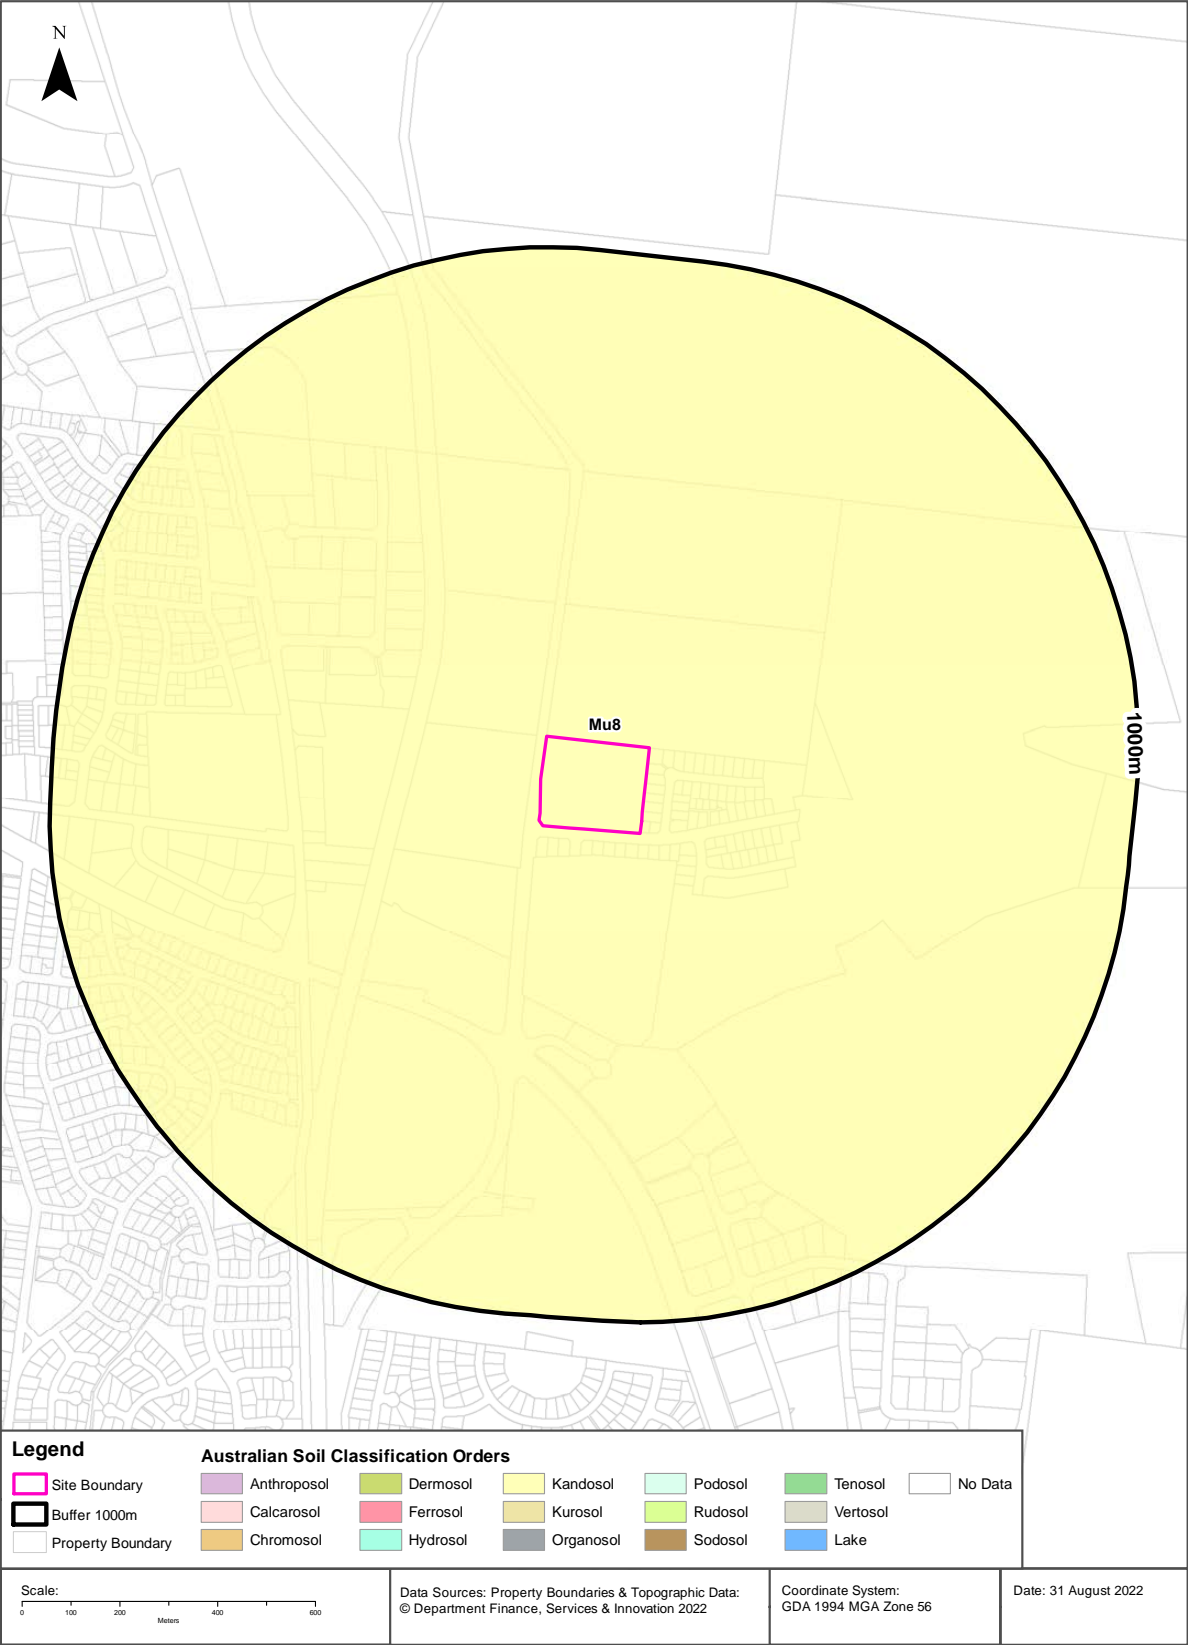 N
Mu8
1000m
Legend
Australian Soil Classification Orders
Site Boundary
Buffer 1000m
Property Boundary
Anthroposol
Calcarosol
Chromosol
Dermosol
Ferrosol
Hydrosol
Kandosol
Kurosol
Organosol
Podosol
Rudosol
Sodosol
Tenosol
Vertosol
Lake
No Data
Scale:
0 100 200 400 600
Meters
Data Sources: Property Boundaries & Topographic Data:
© Department Finance, Services & Innovation 2022
Coordinate System:
GDA 1994 MGA Zone 56
Date: 31 August 2022